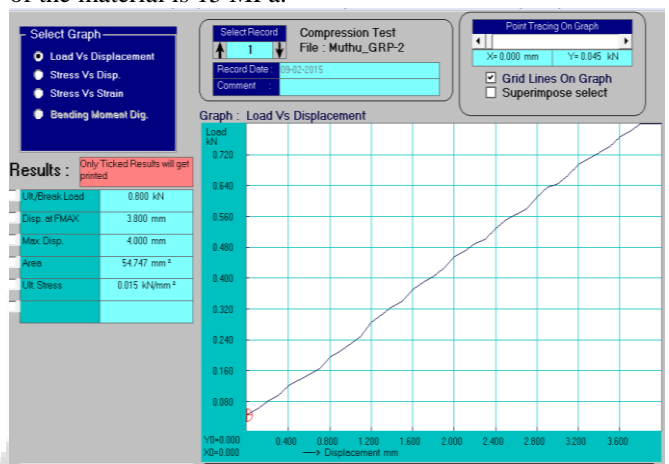 of the material is 15 MPa.
Select Graph
Load Vs Displacement
Stress Vs Disp.
Stress Vs Strain
Bending Moment Dig.
Select Record
1
Compression Test
File : Muthu_GRP-2
Record Date : 09-02-2015
Comment :
Point Tracing On Graph
X= 0.000 mm Y= 0.045 kN
Grid Lines On Graph
Superimpose select
Results :
Only Ticked Results will get
printed
Ult./Break Load 0.800 kN
Disp. at FMAX 3.800 mm
Max. Disp. 4.000 mm
Area 54.747 mm²
Ult. Stress 0.015 kN/mm²
Graph : Load Vs Displacement
Load
kN
0.720
0.640
0.560
0.480
0.400
0.320
0.240
0.160
0.080
Y0=0.000
X0=0.000
0.400 0.800 1.200 1.600 2.000 2.400 2.800 3.200 3.600
Displacement mm